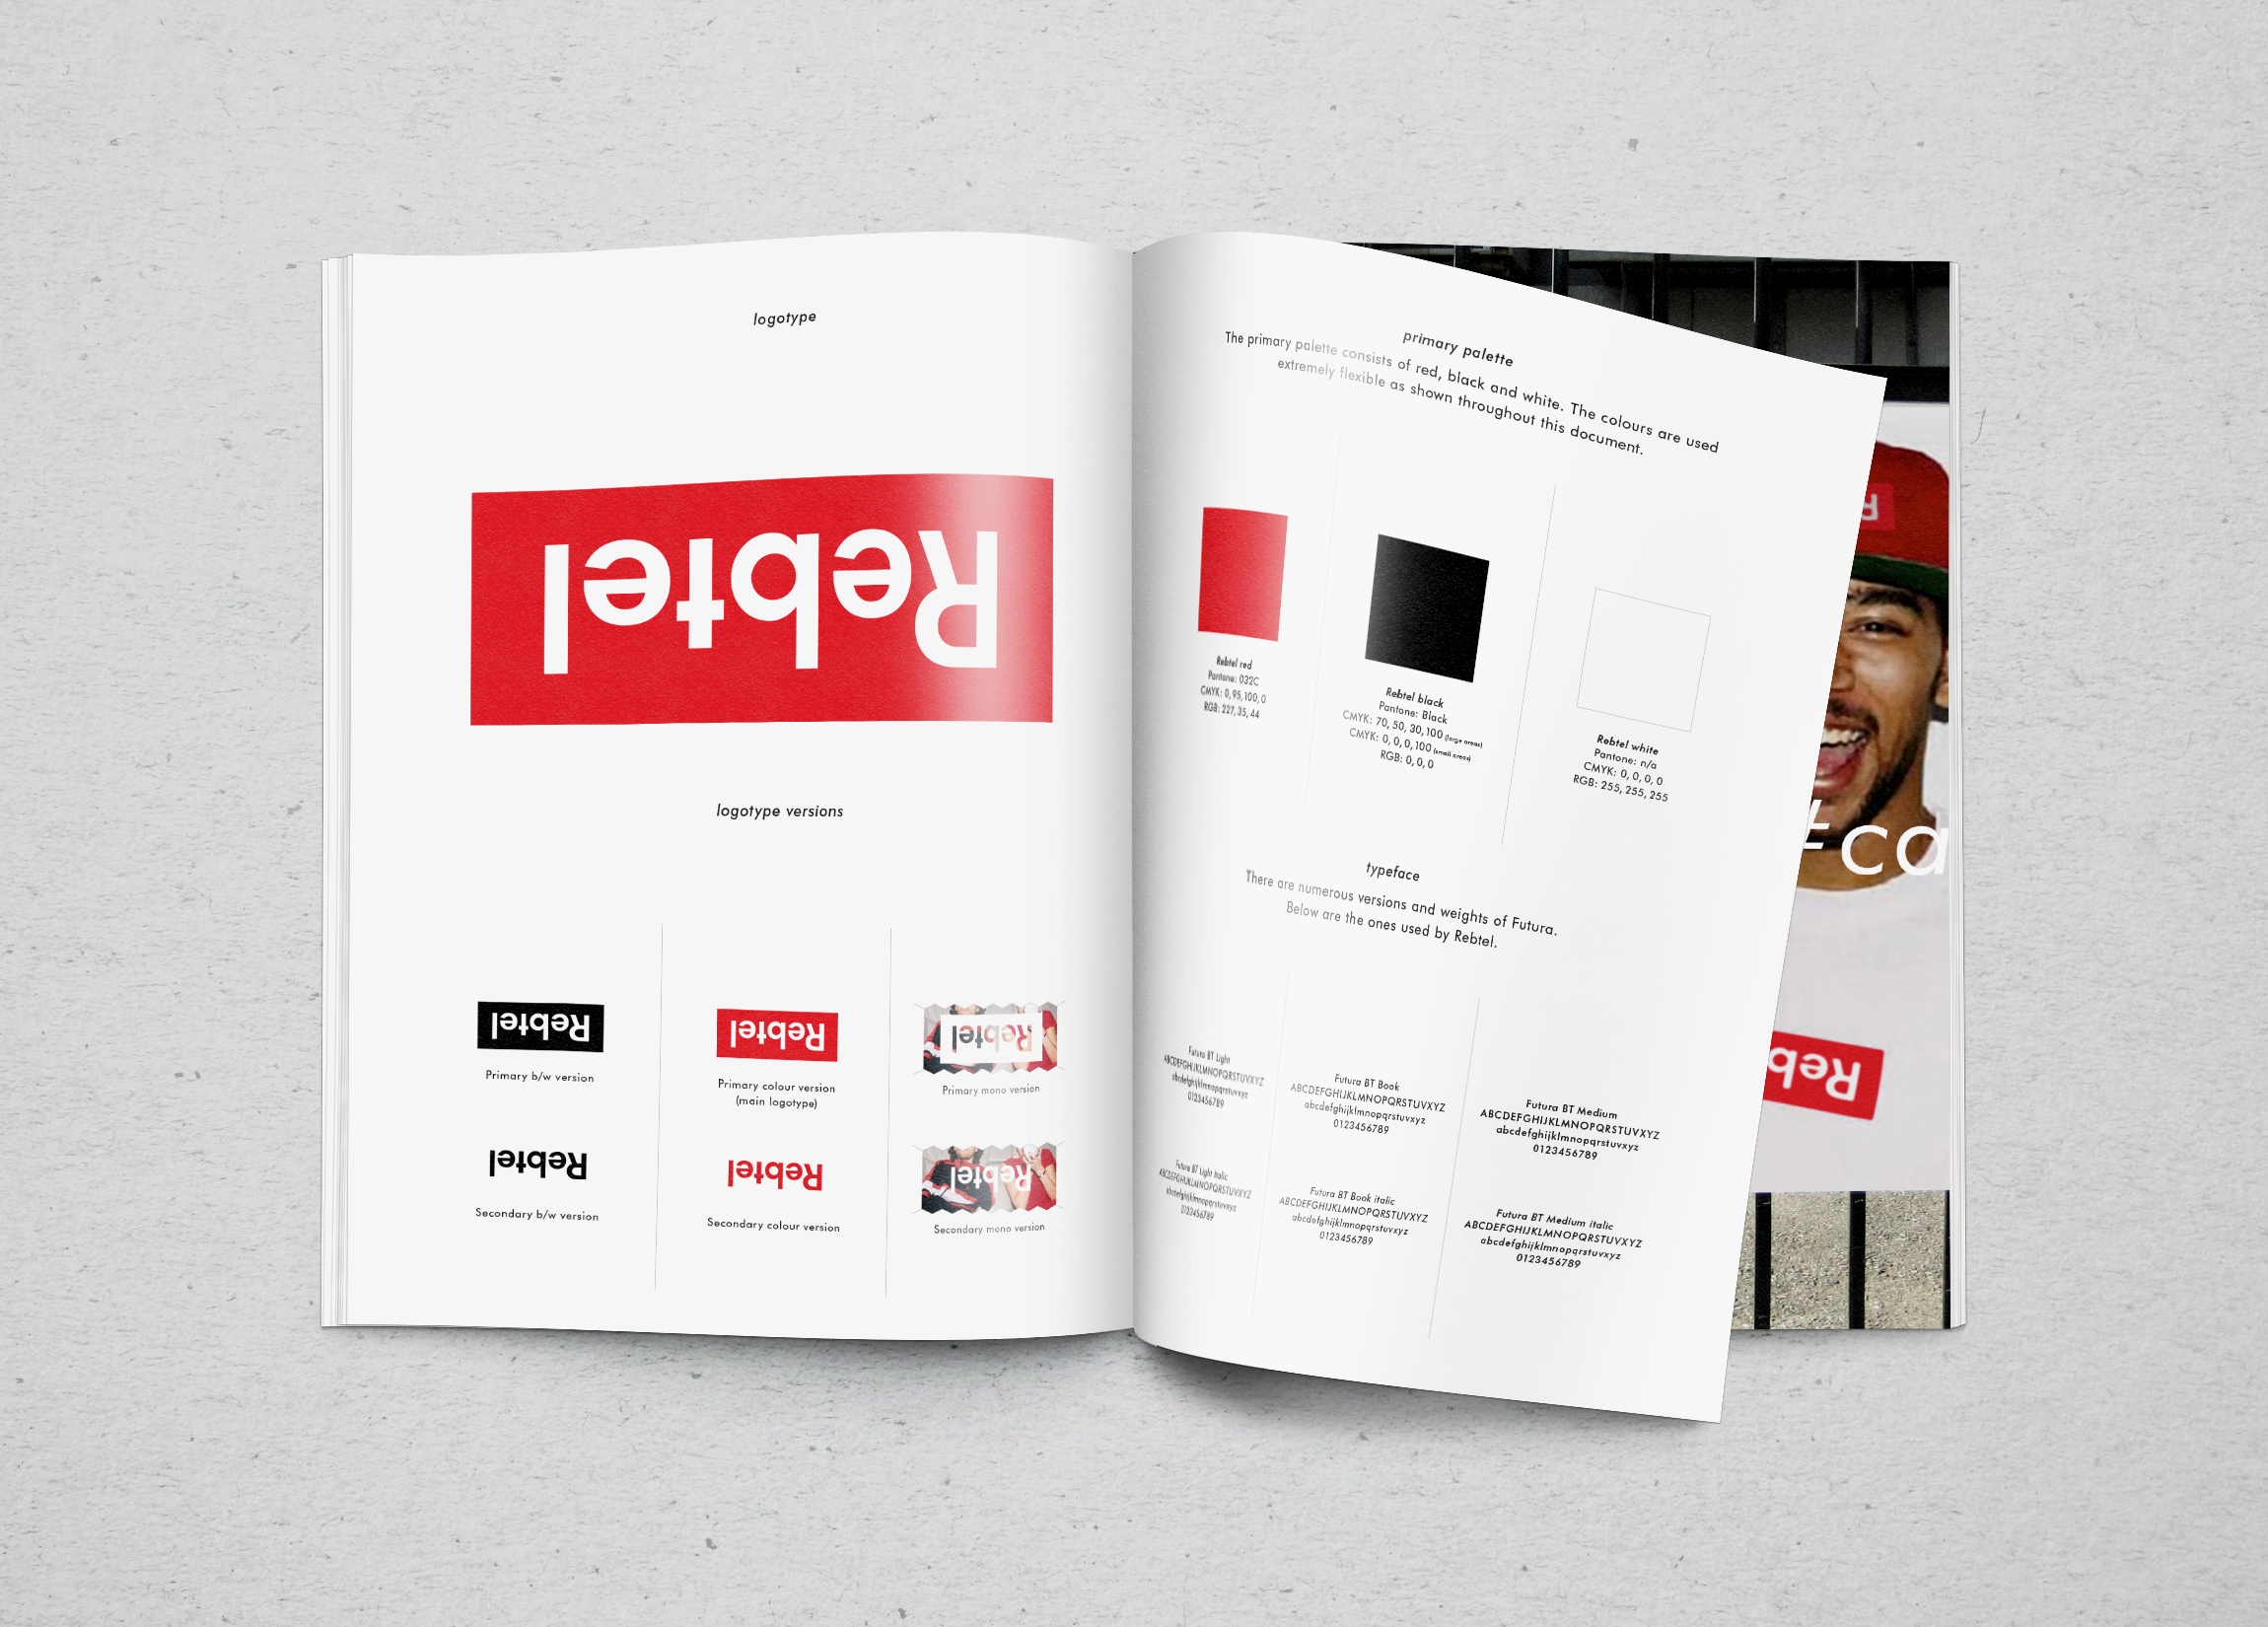 logotype
Rebtel
logotype versions
Rebtel
Primary b/w version
Rebtel
Primary colour version
(main logotype)
Rebtel
Primary mono version
Rebtel
Secondary b/w version
Rebtel
Secondary colour version
Rebtel
Secondary mono version
primary palette
The primary palette consists of red, black and white. The colours are used
extremely flexible as shown throughout this document.
Rebtel red
Pantone: 032C
CMYK: 0, 95, 100, 0
RGB: 227, 35, 44
Rebtel black
Pantone: Black
CMYK: 70, 50, 30, 100 (large areas)
CMYK: 0, 0, 0, 100 (small areas)
RGB: 0, 0, 0
Rebtel white
Pantone: n/a
CMYK: 0, 0, 0, 0
RGB: 255, 255, 255
typeface
There are numerous versions and weights of Futura.
Below are the ones used by Rebtel.
Futura BT Light
ABCDEFGHIJKLMNOPQRSTUVXYZ
abcdefghijklmnopqrstuvxyz
0123456789
Futura BT Book
ABCDEFGHIJKLMNOPQRSTUVXYZ
abcdefghijklmnopqrstuvxyz
0123456789
Futura BT Medium
ABCDEFGHIJKLMNOPQRSTUVXYZ
abcdefghijklmnopqrstuvxyz
0123456789
Futura BT Light Italic
ABCDEFGHIJKLMNOPQRSTUVXYZ
abcdefghijklmnopqrstuvxyz
0123456789
Futura BT Book italic
ABCDEFGHIJKLMNOPQRSTUVXYZ
abcdefghijklmnopqrstuvxyz
0123456789
Futura BT Medium italic
ABCDEFGHIJKLMNOPQRSTUVXYZ
abcdefghijklmnopqrstuvxyz
0123456789
R
#ca
Reb